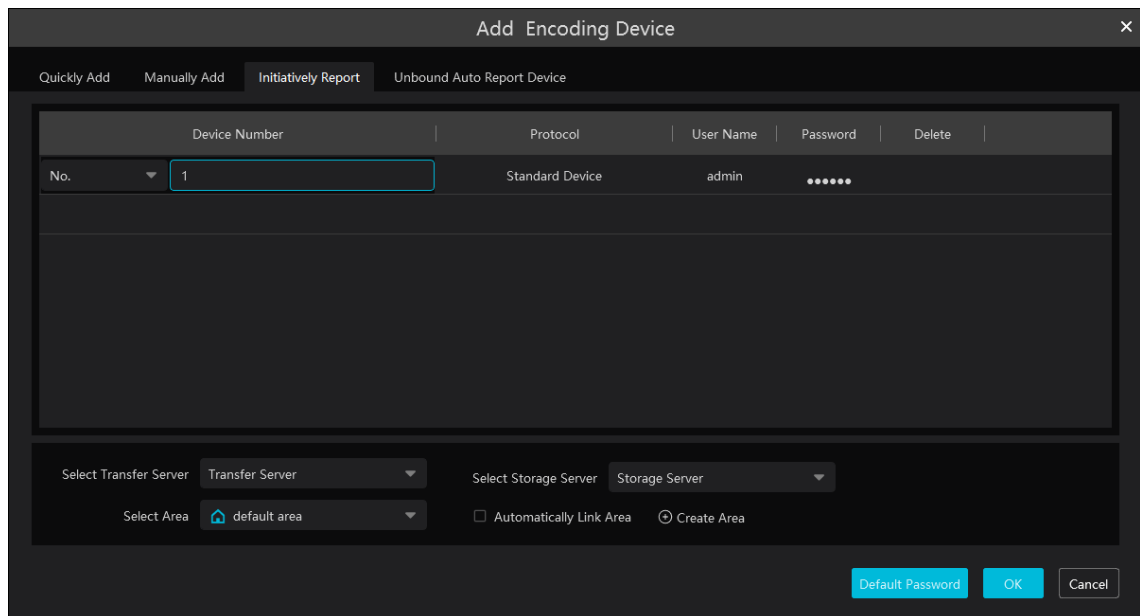 Add Encoding Device
Quickly Add Manually Add Initiatively Report Unbound Auto Report Device
Device Number Protocol User Name Password Delete
No. 1 Standard Device admin ●●●●●●
Select Transfer Server Transfer Server Select Storage Server Storage Server
Select Area default area Automatically Link Area Create Area
Default Password OK Cancel